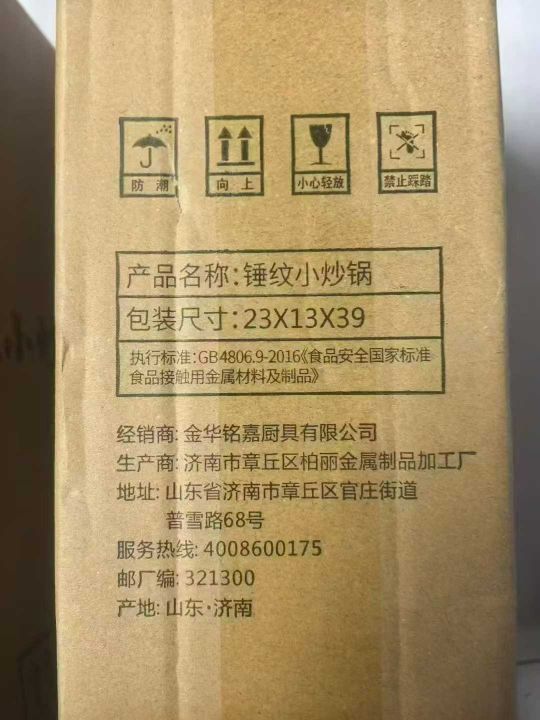 防潮 向上 小心轻放 禁止踩踏
产品名称:锤纹小炒锅
包装尺寸:23X13X39
执行标准:GB4806.9-2016《食品安全国家标准
食品接触用金属材料及制品》
经销商: 金华铭嘉厨具有限公司
生产商: 济南市章丘区柏丽金属制品加工厂
地址: 山东省济南市章丘区官庄街道
普雪路68号
服务热线: 4008600175
邮厂编: 321300
产地: 山东·济南